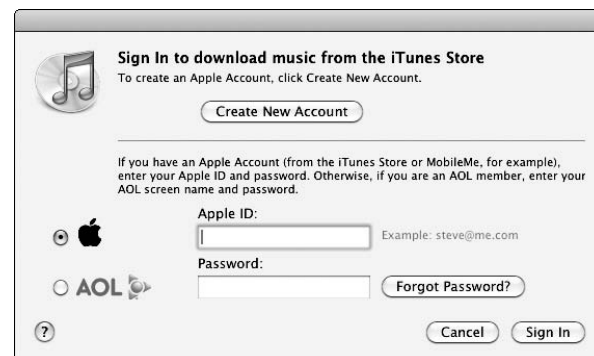 Sign In to download music from the iTunes Store
To create an Apple Account, click Create New Account.
Create New Account
If you have an Apple Account (from the iTunes Store or MobileMe, for example),
enter your Apple ID and password. Otherwise, if you are an AOL member, enter your
AOL screen name and password.
Apple ID:
Example: steve@me.com
Password:
AOL
Forgot Password?
?
Cancel
Sign In